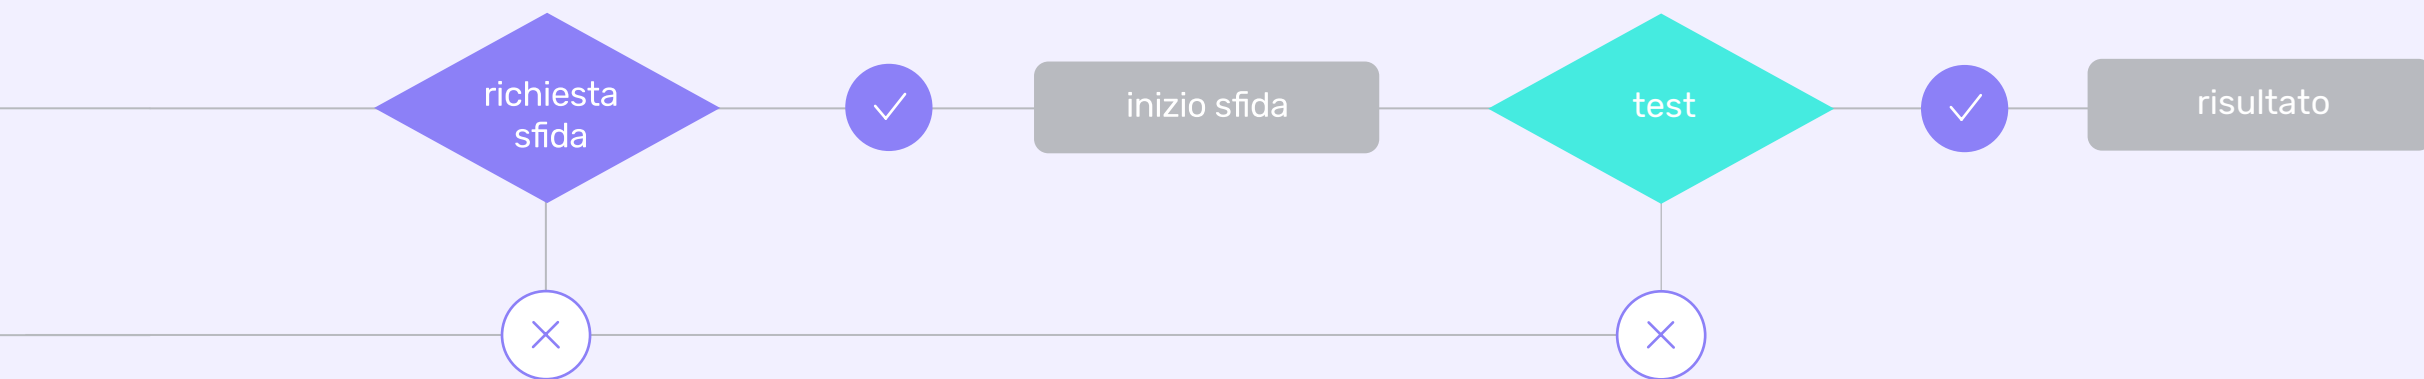 richiesta
sfida
inizio sfida
test
risultato